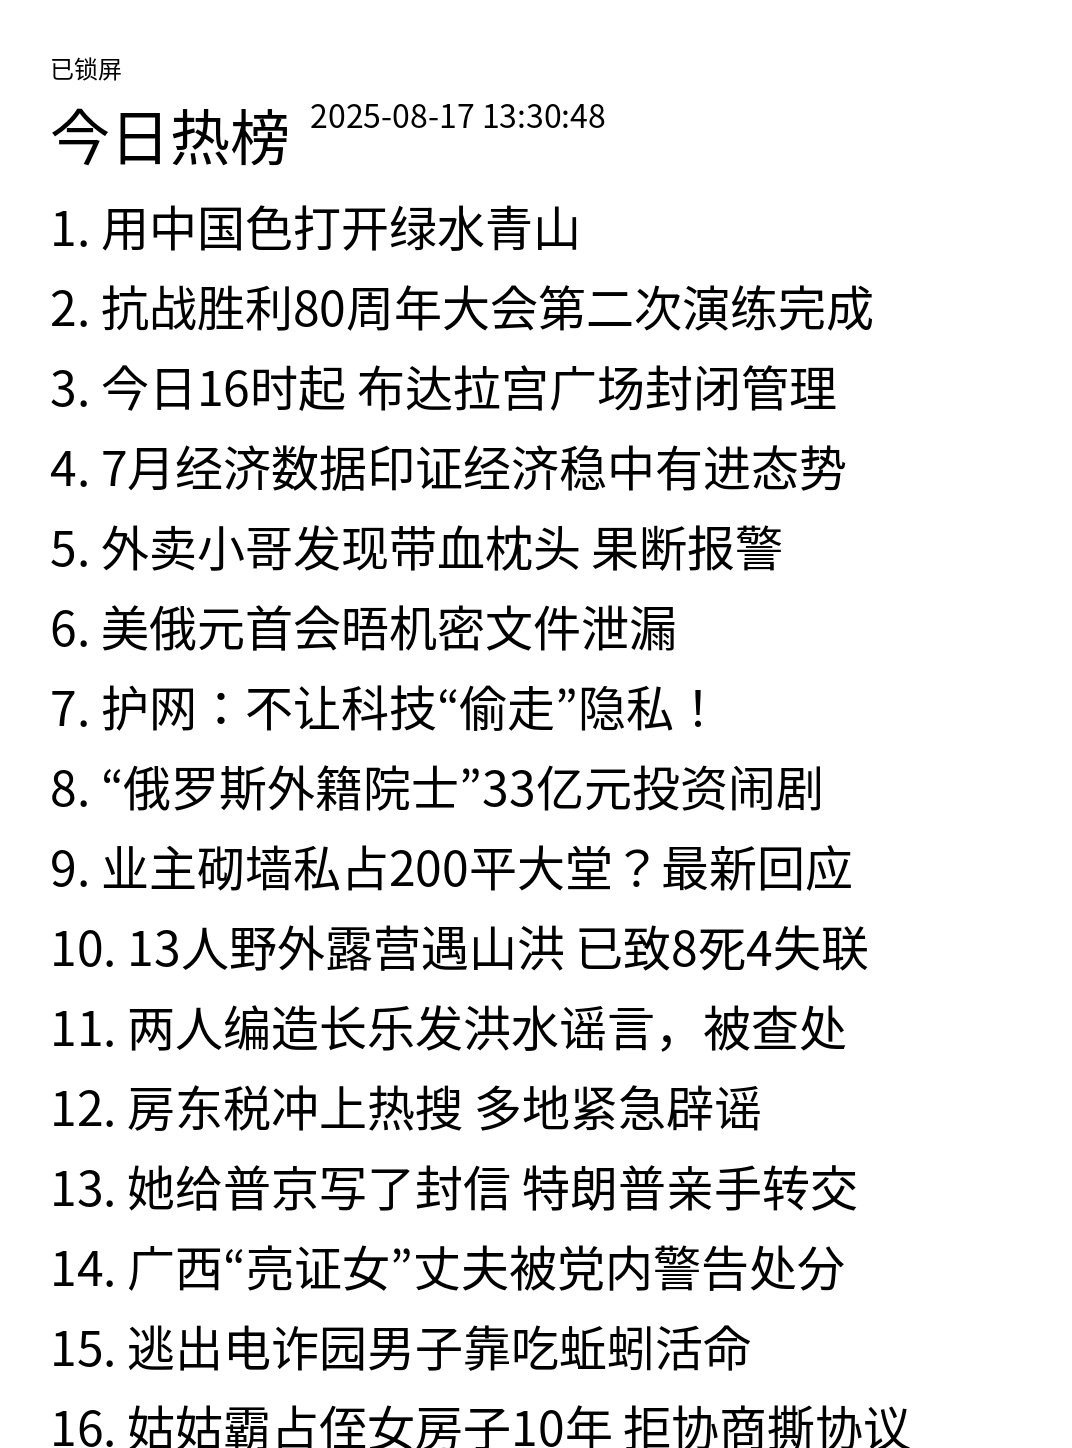 已锁屏
今日热榜 2025-08-17 13:30:48
1. 用中国色打开绿水青山
2. 抗战胜利80周年大会第二次演练完成
3. 今日16时起 布达拉宫广场封闭管理
4. 7月经济数据印证经济稳中有进态势
5. 外卖小哥发现带血枕头 果断报警
6. 美俄元首会晤机密文件泄漏
7. 护网：不让科技“偷走”隐私！
8. “俄罗斯外籍院士”33亿元投资闹剧
9. 业主砌墙私占200平大堂？最新回应
10. 13人野外露营遇山洪 已致8死4失联
11. 两人编造长乐发洪水谣言，被查处
12. 房东税冲上热搜 多地紧急辟谣
13. 她给普京写了封信 特朗普亲手转交
14. 广西“亮证女”丈夫被党内警告处分
15. 逃出电诈园男子靠吃蚯蚓活命
16. 姑姑霸占侄女房子10年 拒协商撕协议